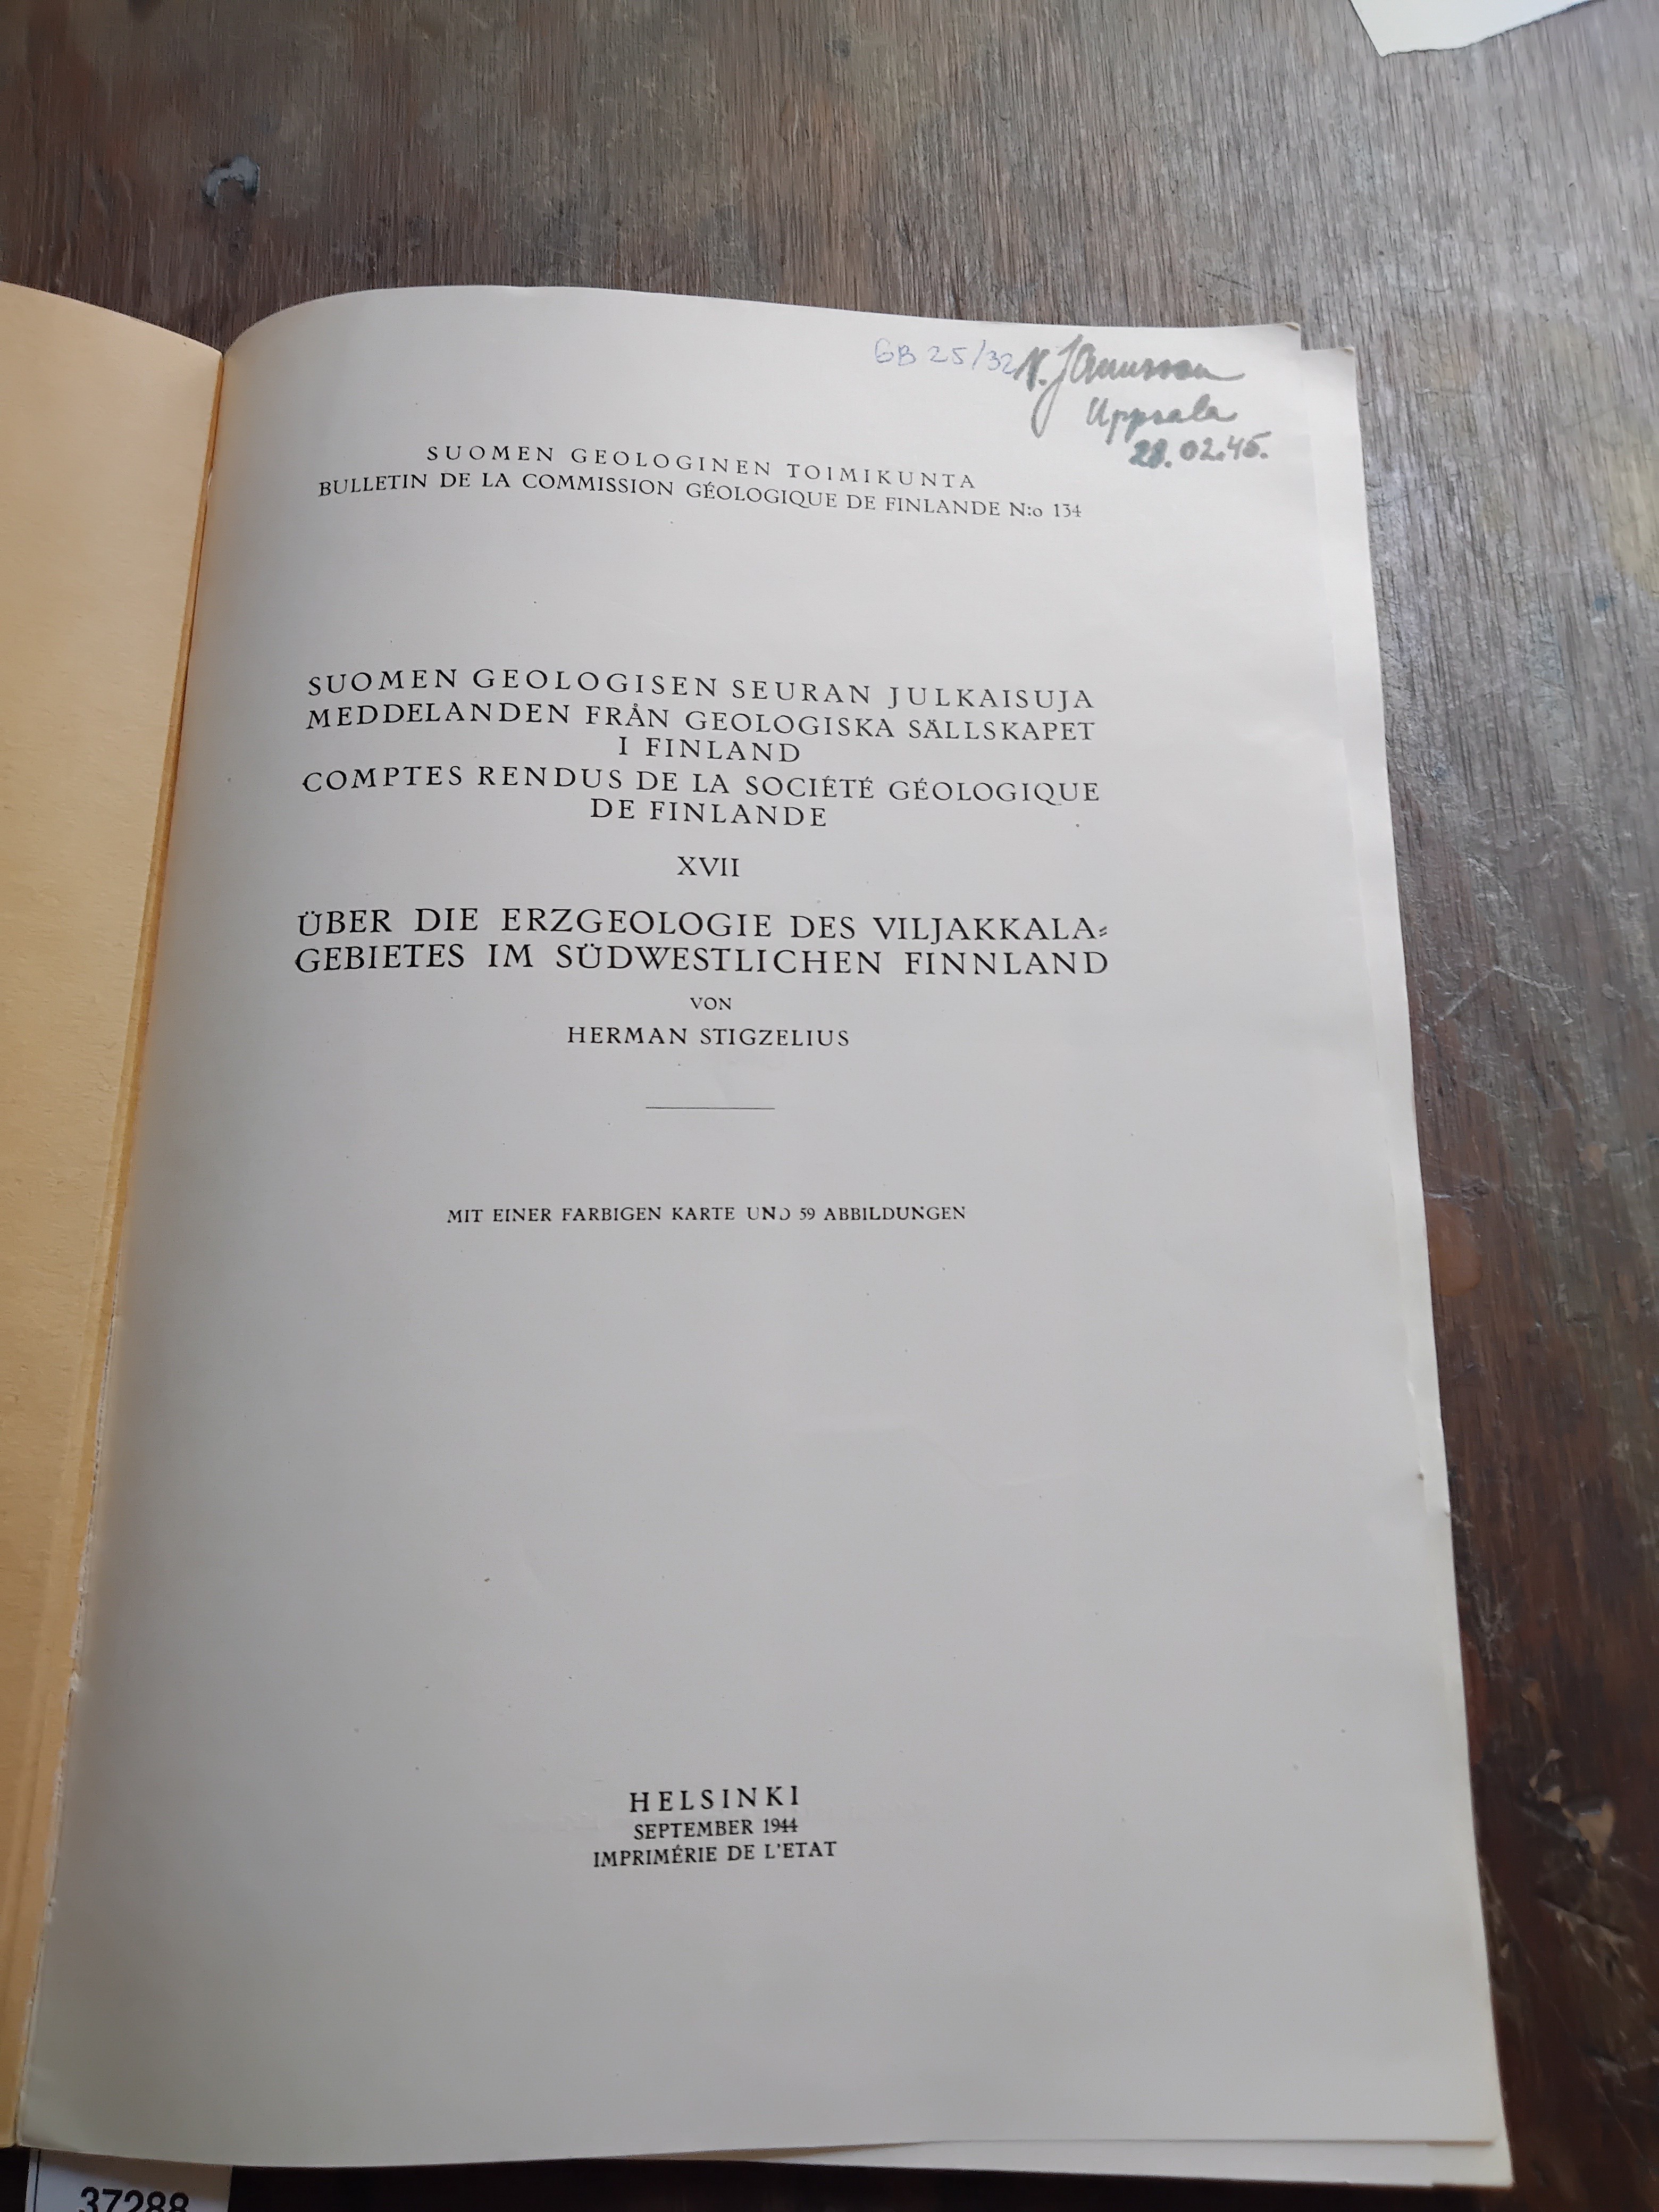 GB 25/32
Uppsala
28.02.45.
SUOMEN GEOLOGINEN TOIMIKUNTA
BULLETIN DE LA COMMISSION GÉOLOGIQUE DE FINLANDE N:o 134
SUOMEN GEOLOGISEN SEURAN JULKAISUJA
MEDDELANDEN FRÅN GEOLOGISKA SÄLLSKAPET
I FINLAND
COMPTES RENDUS DE LA SOCIÉTÉ GÉOLOGIQUE
DE FINLANDE
XVII
ÜBER DIE ERZGEOLOGIE DES VILJAKKALA-
GEBIETES IM SÜDWESTLICHEN FINNLAND
VON
HERMAN STIGZELIUS
MIT EINER FARBIGEN KARTE UND 59 ABBILDUNGEN
HELSINKI
SEPTEMBER 1944
IMPRIMÉRIE DE L'ETAT
37288